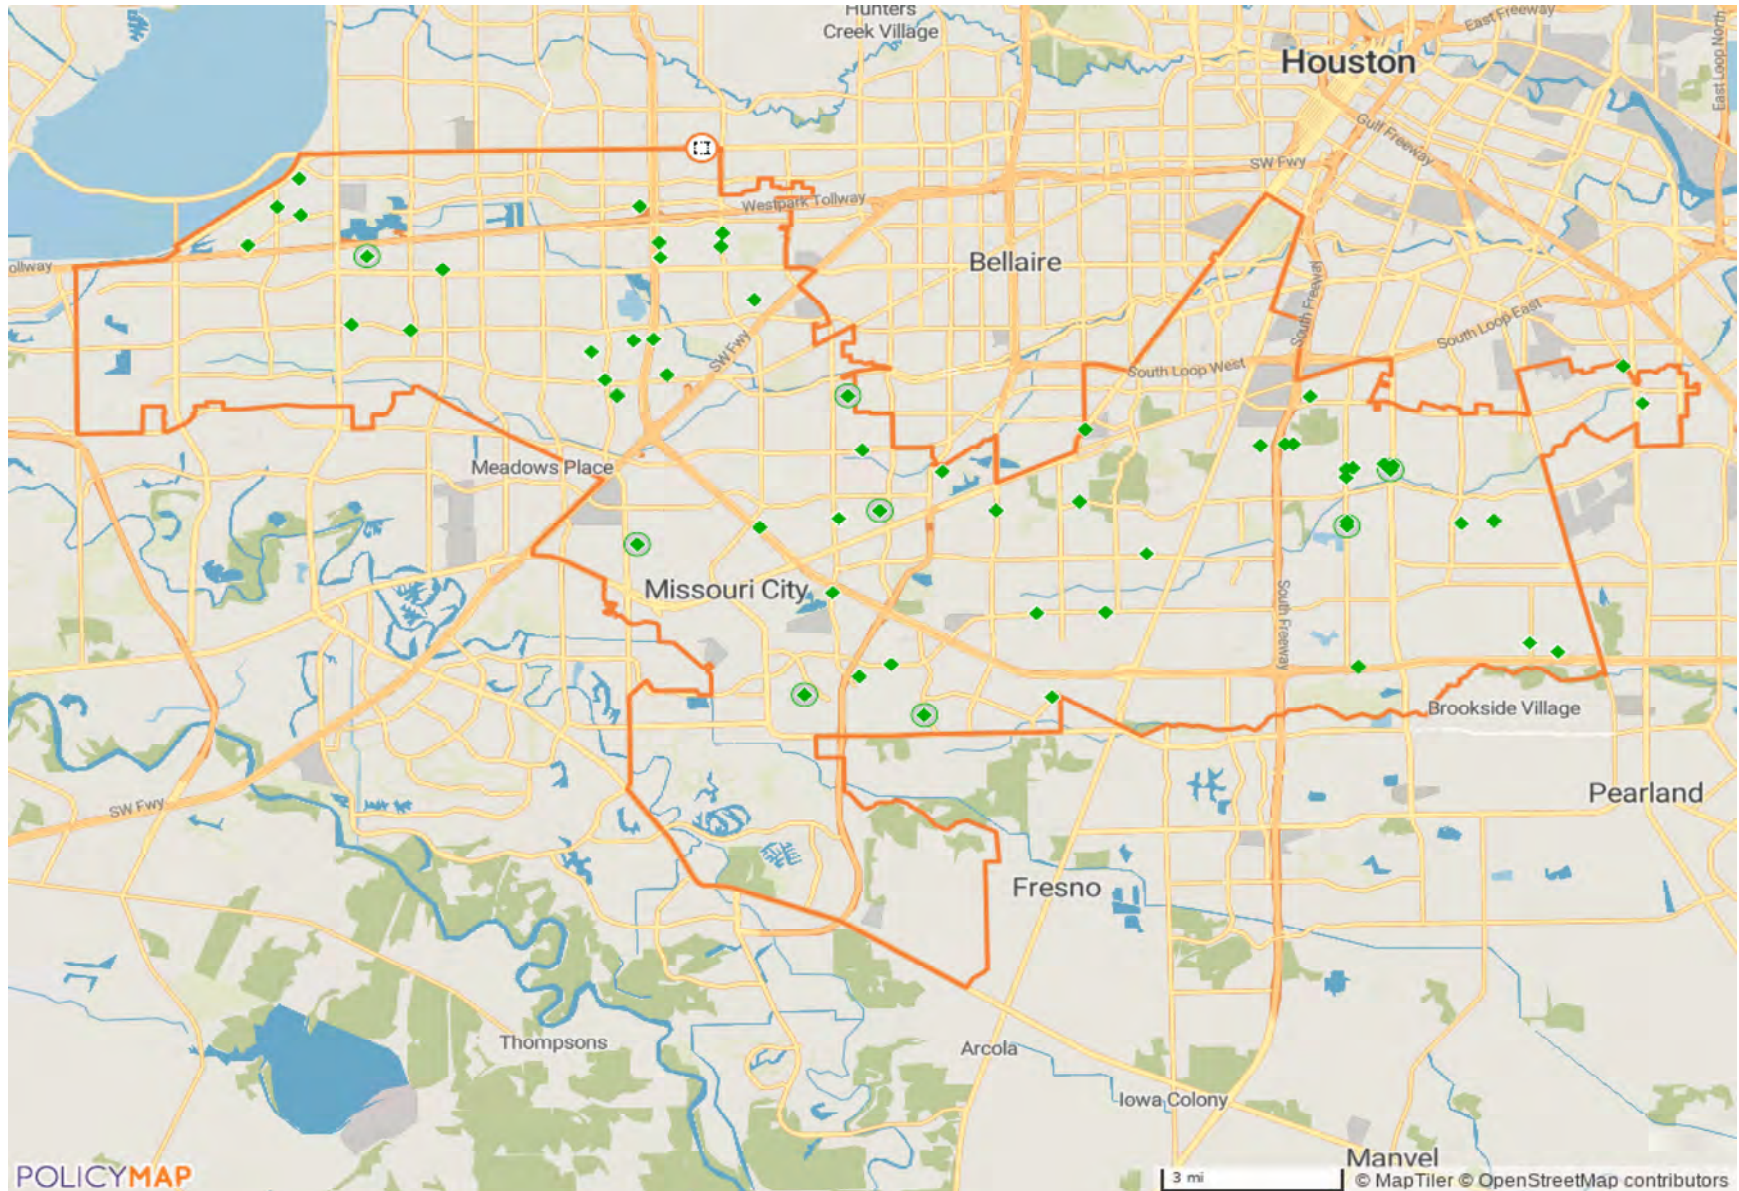 Hunters
Creek Village
East Freeway
East Loop North
Houston
Gulf Freeway
SW Fwy
Westpark Tollway
Bellaire
ollway
South Freeway
South Loop East
SW Fwy
South Loop West
Meadows Place
Missouri City
South Freeway
Brookside Village
Pearland
SW Fwy
Fresno
Thompsons
Arcola
Iowa Colony
Manvel
POLICYMAP
3 mi
© MapTiler © OpenStreetMap contributors